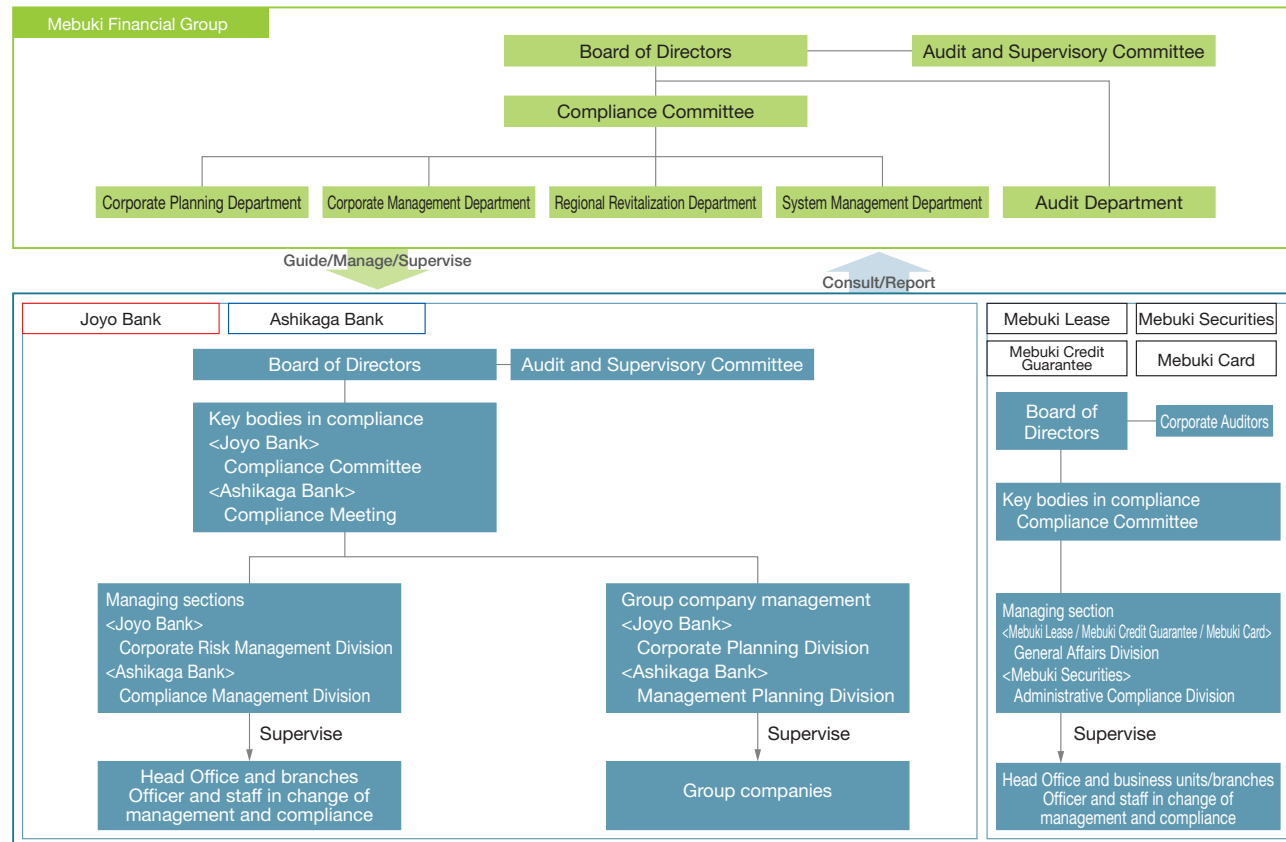 Mebuki Financial Group
Board of Directors
Audit and Supervisory Committee
Compliance Committee
Corporate Planning Department
Corporate Management Department
Regional Revitalization Department
System Management Department
Audit Department
Guide/Manage/Supervise
Consult/Report
Joyo Bank
Ashikaga Bank
Board of Directors
Audit and Supervisory Committee
Key bodies in compliance
<Joyo Bank>
Compliance Committee
<Ashikaga Bank>
Compliance Meeting
Managing sections
<Joyo Bank>
Corporate Risk Management Division
<Ashikaga Bank>
Compliance Management Division
Supervise
Head Office and branches
Officer and staff in change of
management and compliance
Group company management
<Joyo Bank>
Corporate Planning Division
<Ashikaga Bank>
Management Planning Division
Supervise
Group companies
Mebuki Lease
Mebuki Securities
Mebuki Credit
Guarantee
Mebuki Card
Board of
Directors
Corporate Auditors
Key bodies in compliance
Compliance Committee
Managing section
<Mebuki Lease / Mebuki Credit Guarantee / Mebuki Card>
General Affairs Division
<Mebuki Securities>
Administrative Compliance Division
Supervise
Head Office and business units/branches
Officer and staff in change of
management and compliance